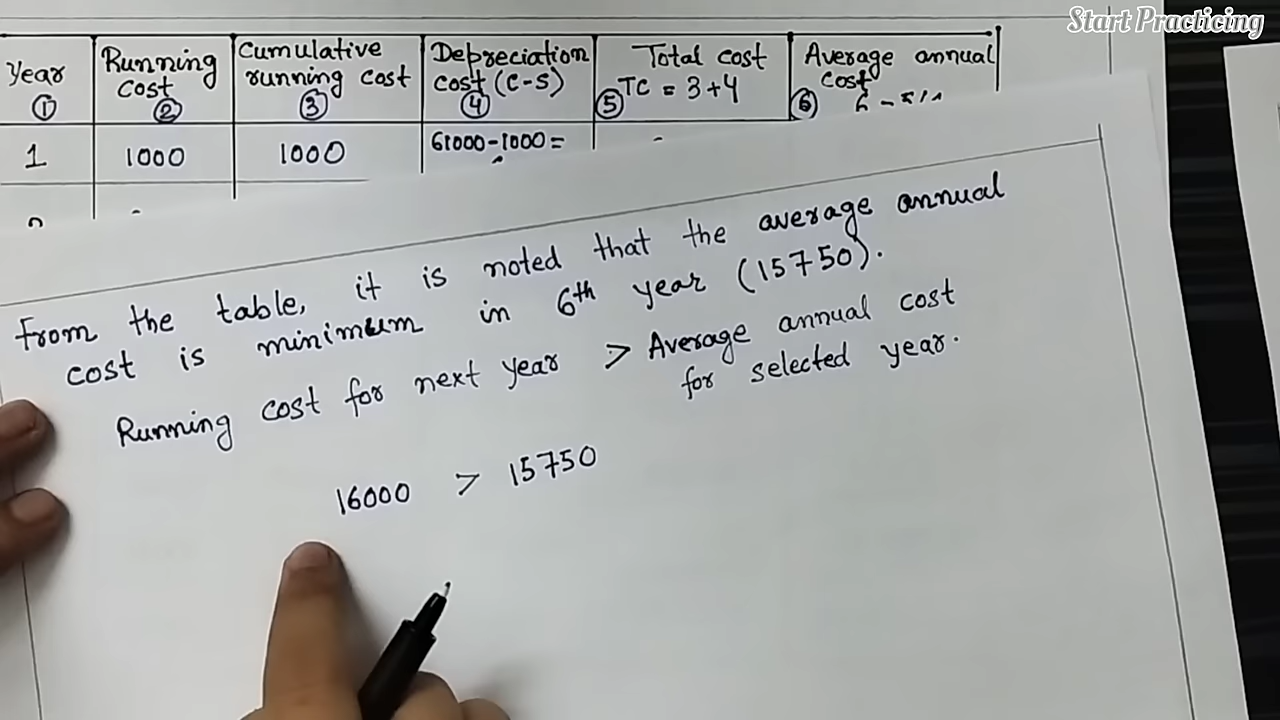 Start Practicing
Year Running cost Cumulative running cost Depreciation cost (C-S) Total cost TC = 3+4 Average annual cost
① ② ③ ④ ⑤ ⑥ 6 = 5/1
1 1000 1000 61000-1000=
From the table, it is noted that the average annual
cost is minimum in 6th year (15750).
Running cost for next year > Average annual cost
for selected year.
16000 > 15750